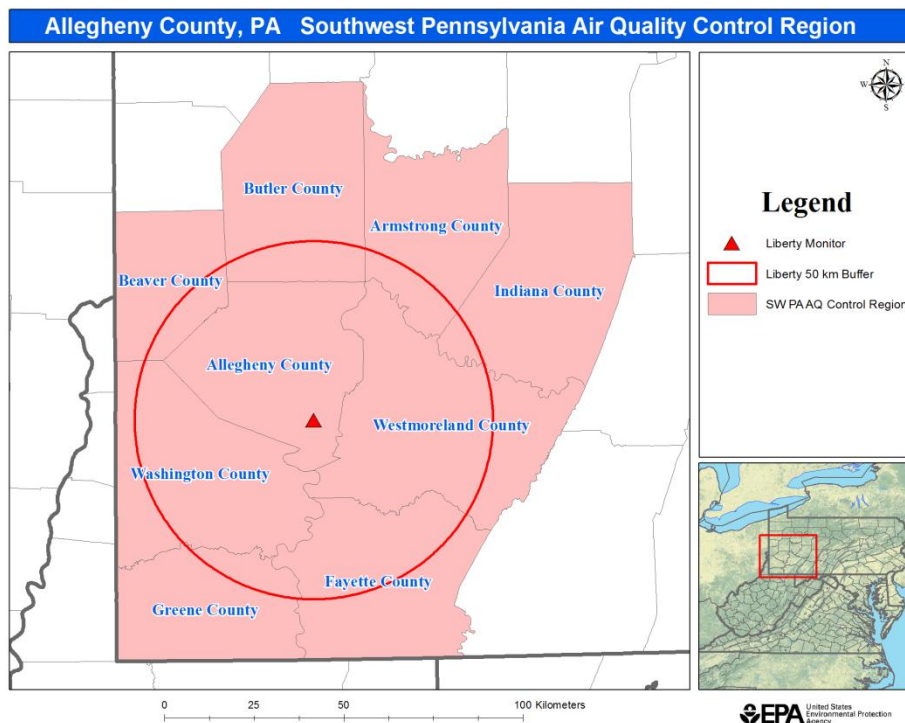 Allegheny County, PA Southwest Pennsylvania Air Quality Control Region
Butler County
Armstrong County
Beaver County
Indiana County
Allegheny County
Westmoreland County
Washington County
Fayette County
Greene County
0 25 50 100 Kilometers
N
W E
S
Legend
Liberty Monitor
Liberty 50 km Buffer
SW PA AQ Control Region
EPA
United States
Environmental Protection
Agency